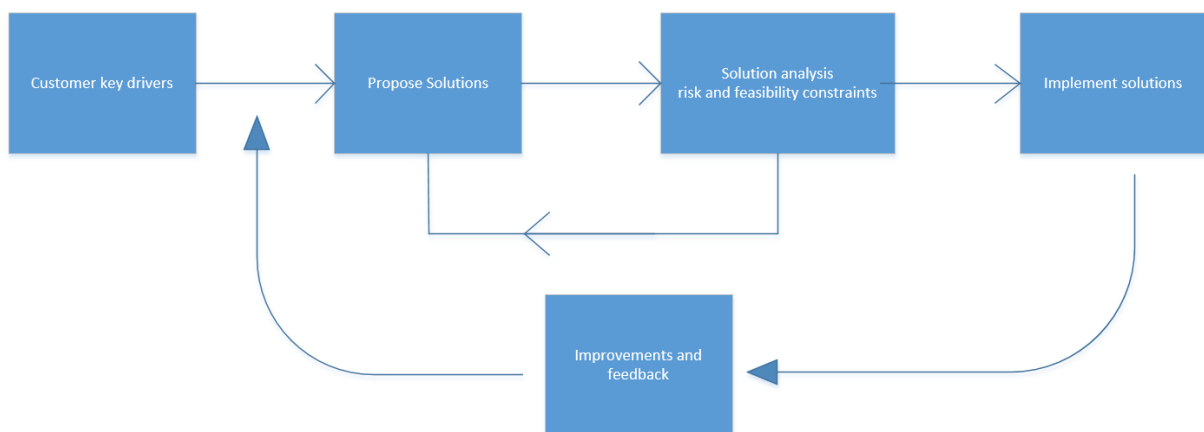 Customer key drivers
Propose Solutions
Solution analysis
risk and feasibility constraints
Implement solutions
Improvements and
feedback